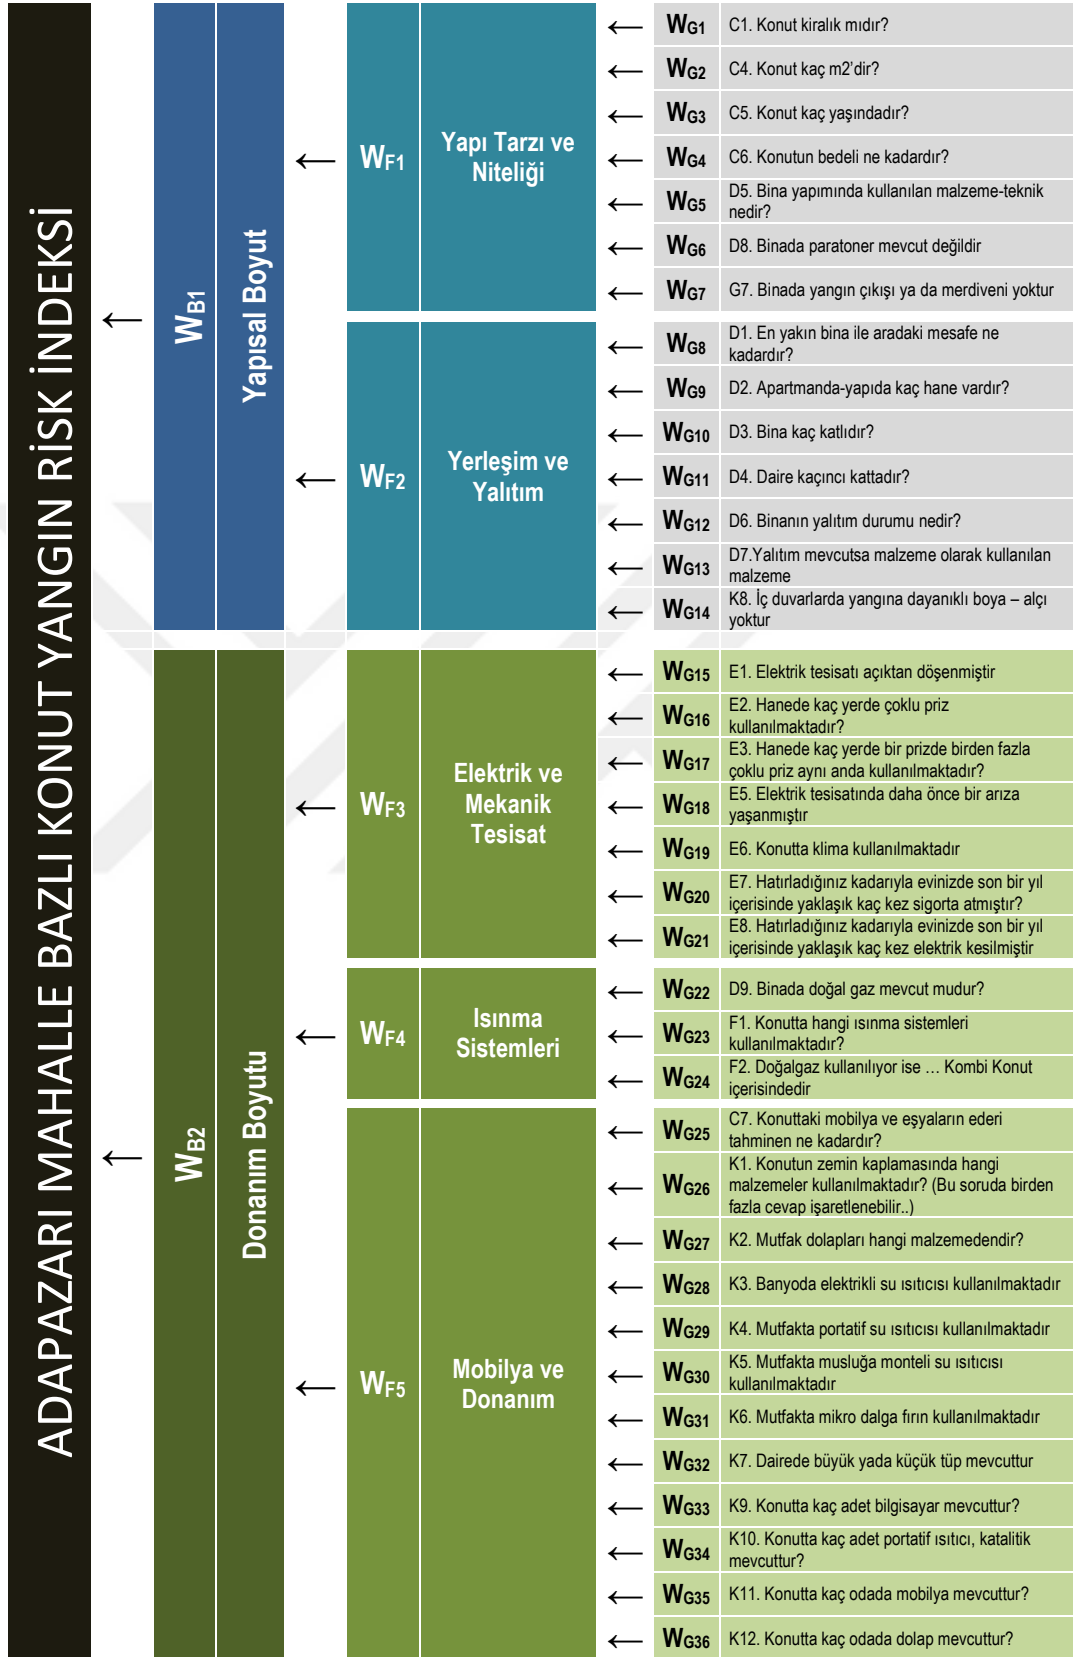 ADAPAZARI MAHALLE BAZLI KONUT YANGIN RİSK İNDEKSİ
←
WB1
Yapısal Boyut
←
WF1
Yapı Tarzı ve
Niteliği
← WG1 C1. Konut kiralık mıdır?
← WG2 C4. Konut kaç m2'dir?
← WG3 C5. Konut kaç yaşındadır?
← WG4 C6. Konutun bedeli ne kadardır?
← WG5 D5. Bina yapımında kullanılan malzeme-teknik
nedir?
← WG6 D8. Binada paratoner mevcut değildir
← WG7 G7. Binada yangın çıkışı ya da merdiveni yoktur
←
WF2
Yerleşim ve
Yalıtım
← WG8 D1. En yakın bina ile aradaki mesafe ne
kadardır?
← WG9 D2. Apartmanda-yapıda kaç hane vardır?
← WG10 D3. Bina kaç katlıdır?
← WG11 D4. Daire kaçıncı kattadır?
← WG12 D6. Binanın yalıtım durumu nedir?
← WG13 D7.Yalıtım mevcutsa malzeme olarak kullanılan
malzeme
← WG14 K8. İç duvarlarda yangına dayanıklı boya – alçı
yoktur
←
WB2
Donanım Boyutu
←
WF3
Elektrik ve
Mekanik
Tesisat
← WG15 E1. Elektrik tesisatı açıktan döşenmiştir
← WG16 E2. Hanede kaç yerde çoklu priz
kullanılmaktadır?
← WG17 E3. Hanede kaç yerde bir prizde birden fazla
çoklu priz aynı anda kullanılmaktadır?
← WG18 E5. Elektrik tesisatında daha önce bir arıza
yaşanmıştır
← WG19 E6. Konutta klima kullanılmaktadır
← WG20 E7. Hatırladığınız kadarıyla evinizde son bir yıl
içerisinde yaklaşık kaç kez sigorta atmıştır?
← WG21 E8. Hatırladığınız kadarıyla evinizde son bir yıl
içerisinde yaklaşık kaç kez elektrik kesilmiştir
←
WF4
Isınma
Sistemleri
← WG22 D9. Binada doğal gaz mevcut mudur?
← WG23 F1. Konutta hangi ısınma sistemleri
kullanılmaktadır?
← WG24 F2. Doğalgaz kullanılıyor ise … Kombi Konut
içerisindedir
←
WF5
Mobilya ve
Donanım
← WG25 C7. Konuttaki mobilya ve eşyaların ederi
tahminen ne kadardır?
← WG26 K1. Konutun zemin kaplamasında hangi
malzemeler kullanılmaktadır? (Bu soruda birden
fazla cevap işaretlenebilir..)
← WG27 K2. Mutfak dolapları hangi malzemedendir?
← WG28 K3. Banyoda elektrikli su ısıtıcısı kullanılmaktadır
← WG29 K4. Mutfakta portatif su ısıtıcısı kullanılmaktadır
← WG30 K5. Mutfakta musluğa monteli su ısıtıcısı
kullanılmaktadır
← WG31 K6. Mutfakta mikro dalga fırın kullanılmaktadır
← WG32 K7. Dairede büyük yada küçük tüp mevcuttur
← WG33 K9. Konutta kaç adet bilgisayar mevcuttur?
← WG34 K10. Konutta kaç adet portatif ısıtıcı, katalitik
mevcuttur?
← WG35 K11. Konutta kaç odada mobilya mevcuttur?
← WG36 K12. Konutta kaç odada dolap mevcuttur?